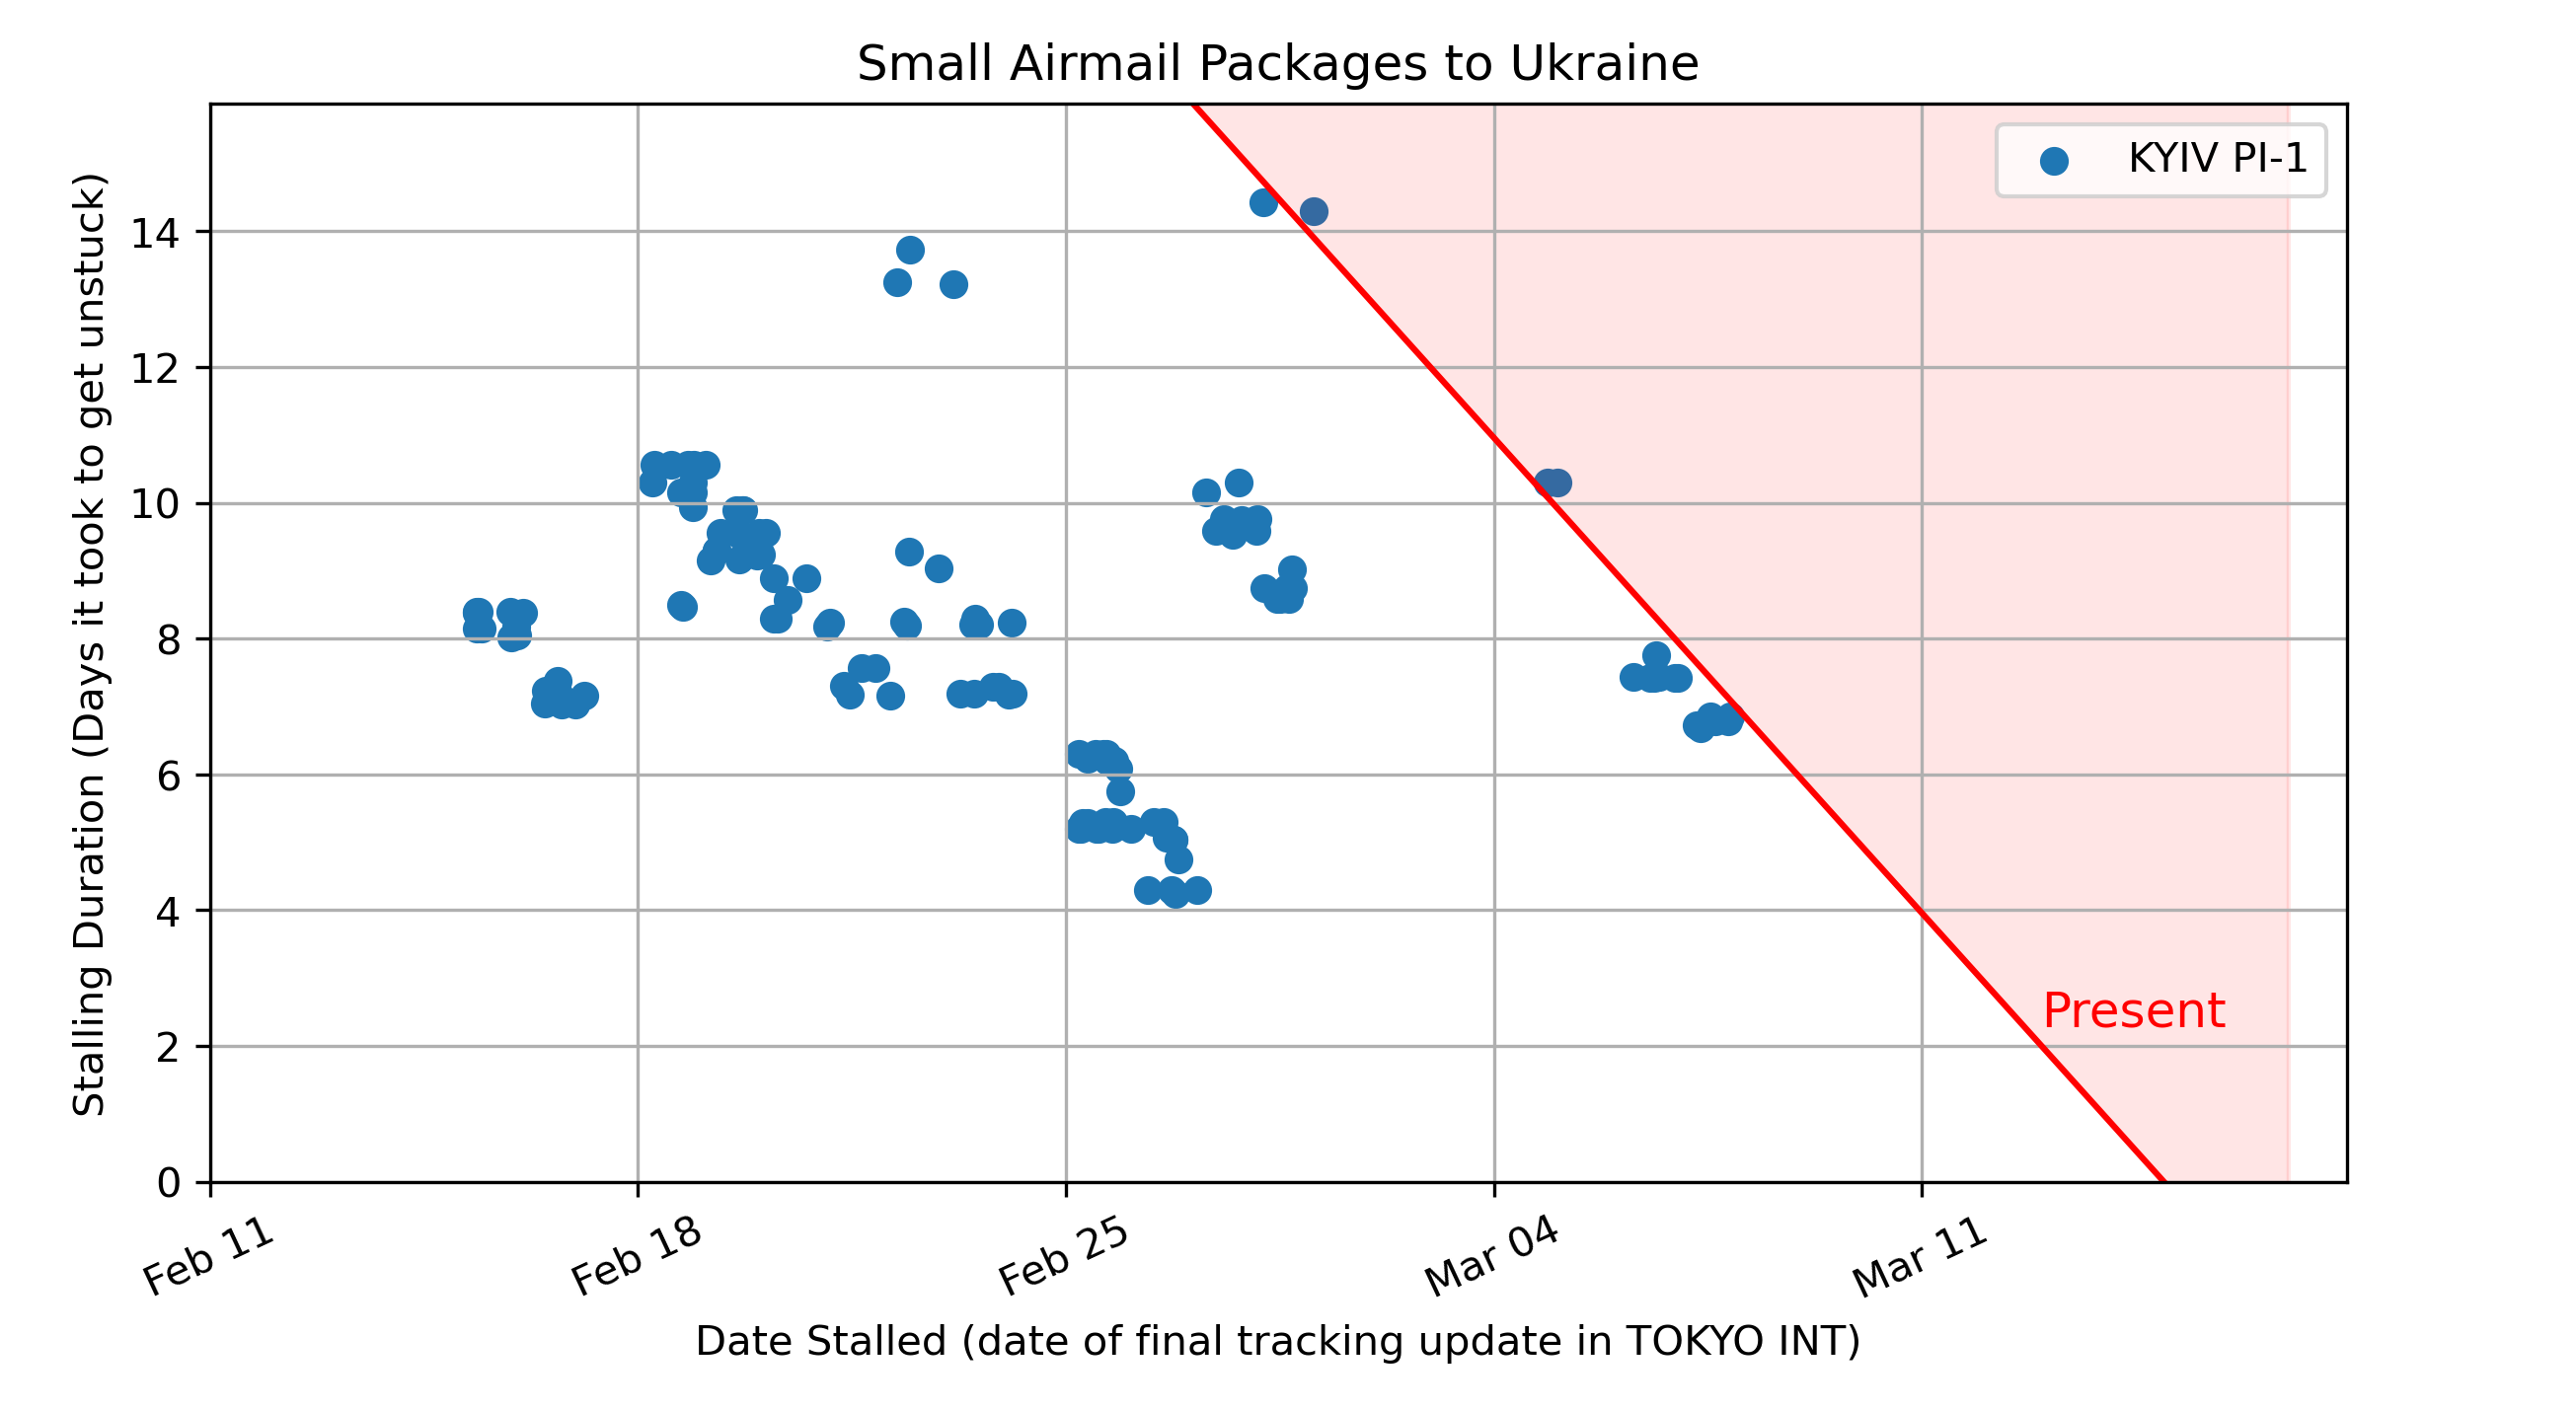 Small Airmail Packages to Ukraine
KYIV PI-1
Stalling Duration (Days it took to get unstuck)
14
12
10
8
6
4
2
0
Present
Feb 11
Feb 18
Feb 25
Mar 04
Mar 11
Date Stalled (date of final tracking update in TOKYO INT)